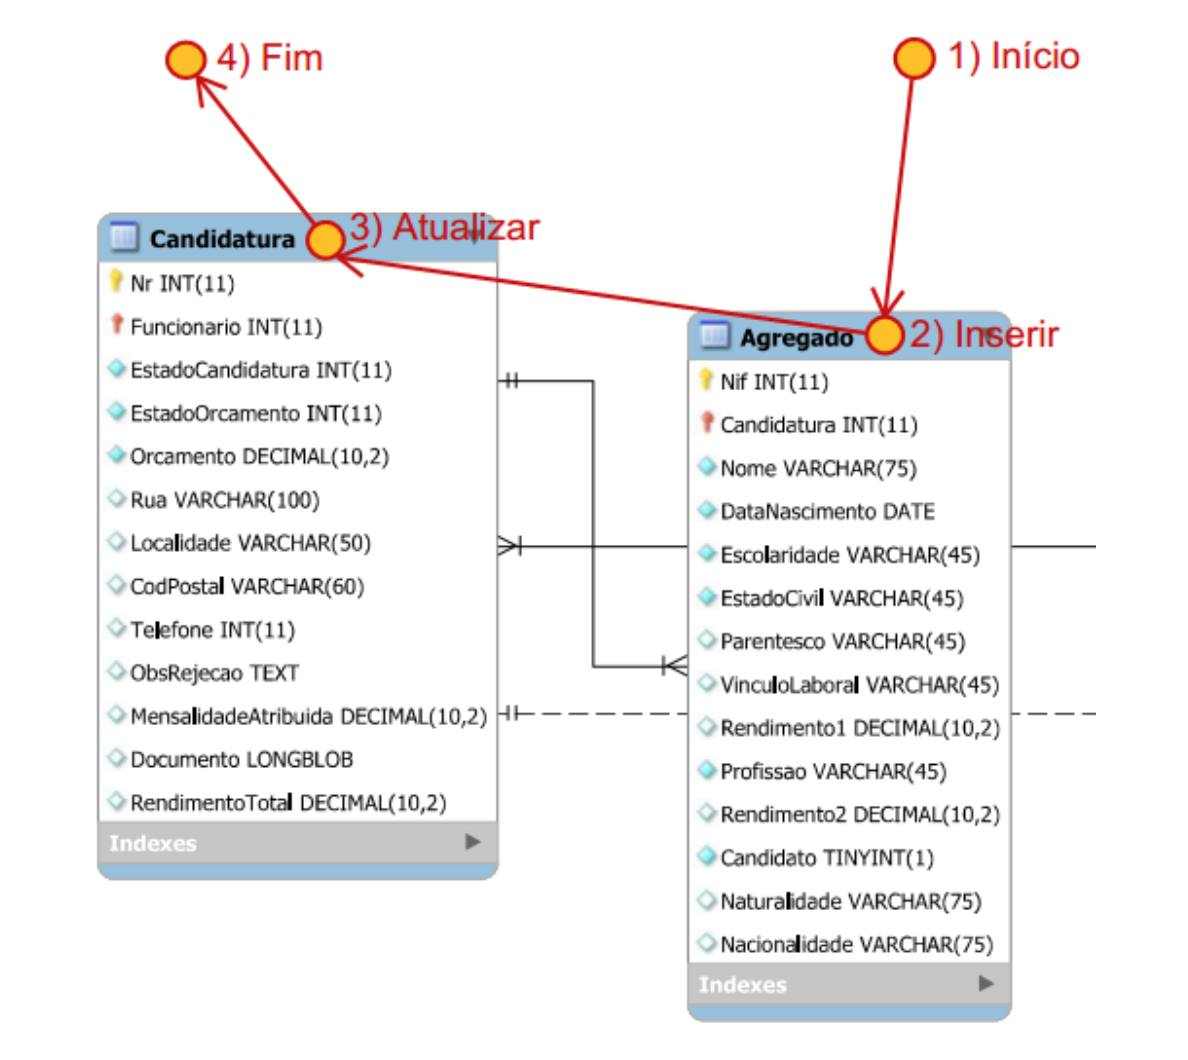 4) Fim
1) Início
Candidatura
3) Atualizar
Nr INT(11)
Funcionario INT(11)
EstadoCandidatura INT(11)
EstadoOrcamento INT(11)
Orcamento DECIMAL(10,2)
Rua VARCHAR(100)
Localidade VARCHAR(50)
CodPostal VARCHAR(60)
Telefone INT(11)
ObsRejecao TEXT
MensalidadeAtribuida DECIMAL(10,2)
Documento LONGBLOB
RendimentoTotal DECIMAL(10,2)
Indexes
Agregado
2) Inserir
Nif INT(11)
Candidatura INT(11)
Nome VARCHAR(75)
DataNascimento DATE
Escolaridade VARCHAR(45)
EstadoCivil VARCHAR(45)
Parentesco VARCHAR(45)
VinculoLaboral VARCHAR(45)
Rendimento1 DECIMAL(10,2)
Profissao VARCHAR(45)
Rendimento2 DECIMAL(10,2)
Candidato TINYINT(1)
Naturalidade VARCHAR(75)
Nacionalidade VARCHAR(75)
Indexes